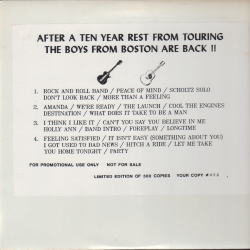 AFTER A TEN YEAR REST FROM TOURING
THE BOYS FROM BOSTON ARE BACK !!
1. ROCK AND ROLL BAND / PEACE OF MIND / SCHOLTZ SOLO
DON'T LOOK BACK / MORE THAN A FEELING
2. AMANDA / WE'RE READY / THE LAUNCH / COOL THE ENGINES
DESTINATION / WHAT DOES IT TAKE TO BE A MAN
3. I THINK I LIKE IT / CAN'T YOU SAY YOU BELIEVE IN ME
HOLLY ANN / BAND INTRO / FOREPLAY / LONGTIME
4. FEELING SATISFIED / IT ISN'T EASY (SOMETHING ABOUT YOU)
I GOT USED TO BAD NEWS / HITCH A RIDE / LET ME TAKE
YOU HOME TONIGHT / PARTY
FOR PROMOTIONAL USE ONLY NOT FOR SALE
LIMITED EDITION OF 500 COPIES YOUR COPY #